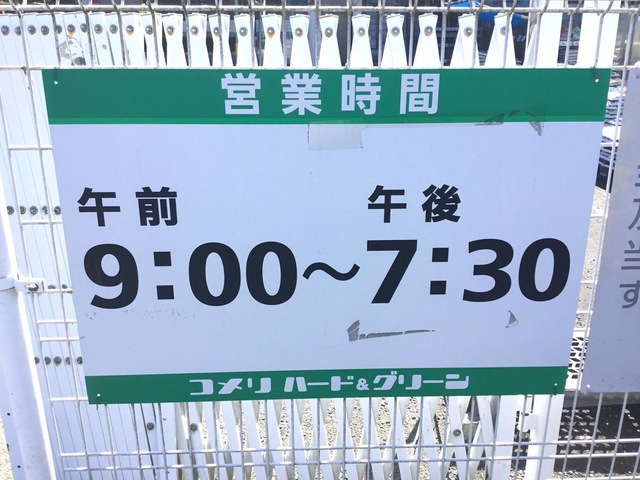 営業時間
午前 午後
9:00〜7:30
コメリ ハード&グリーン